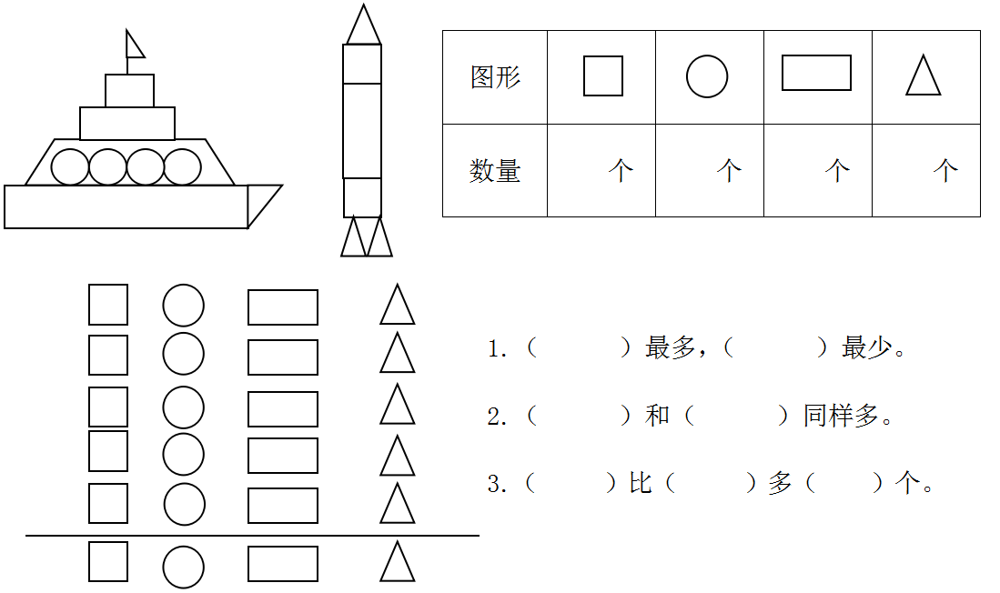 图形
数量 个 个 个 个
1.（ ）最多，（ ）最少。
2.（ ）和（ ）同样多。
3.（ ）比（ ）多（ ）个。